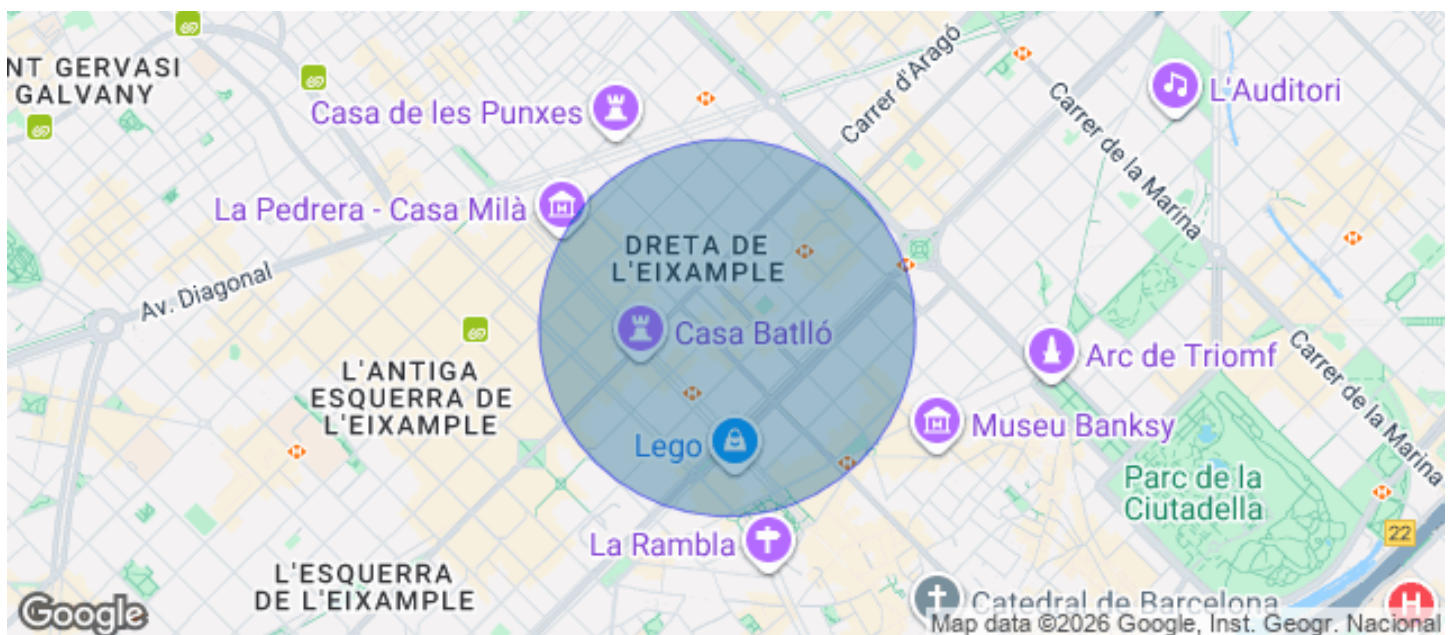 NT GERVASI
GALVANY
Casa de les Punxes
Carrer d'Aragó
L'Auditori
Carrer de la Marina
La Pedrera - Casa Milà
DRETA DE
L'EIXAMPLE
Av. Diagonal
Casa Batlló
Arc de Triomf
Carrer de la Marina
L'ANTIGA
ESQUERRA DE
L'EIXAMPLE
Lego
Museu Banksy
Parc de la
Ciutadella
22
La Rambla
L'ESQUERRA
DE L'EIXAMPLE
Catedral de Barcelona
H
Google
Map data ©2026 Google, Inst. Geogr. Nacional